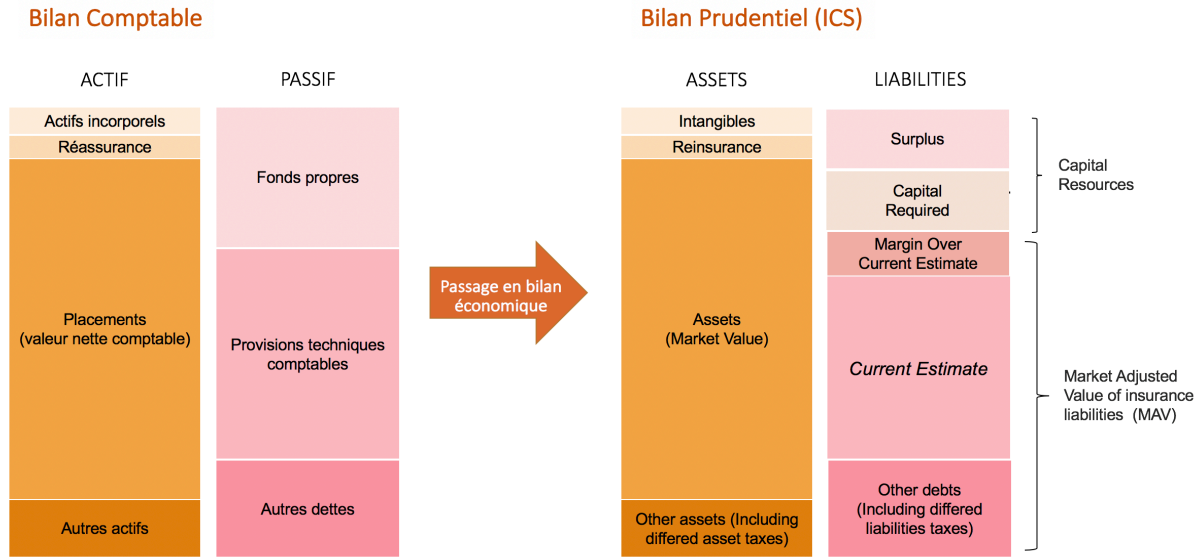 Bilan Comptable
ACTIF
PASSIF
Actifs incorporels
Réassurance
Placements
(valeur nette comptable)
Autres actifs
Fonds propres
Provisions techniques
comptables
Autres dettes
Passage en bilan
économique
Bilan Prudentiel (ICS)
ASSETS
LIABILITIES
Intangibles
Reinsurance
Assets
(Market Value)
Other assets (Including
differed asset taxes)
Surplus
Capital
Required
Margin Over
Current Estimate
Current Estimate
Other debts
(Including differed
liabilities taxes)
Capital
Resources
Market Adjusted
Value of insurance
liabilities (MAV)